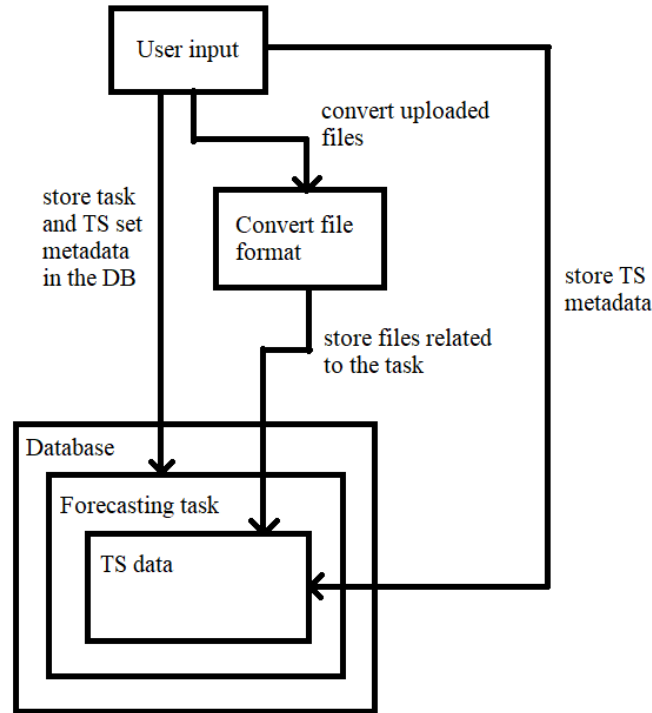 User input
convert uploaded
files
store task
and TS set
metadata
in the DB
Convert file
format
store TS
metadata
store files related
to the task
Database
Forecasting task
TS data